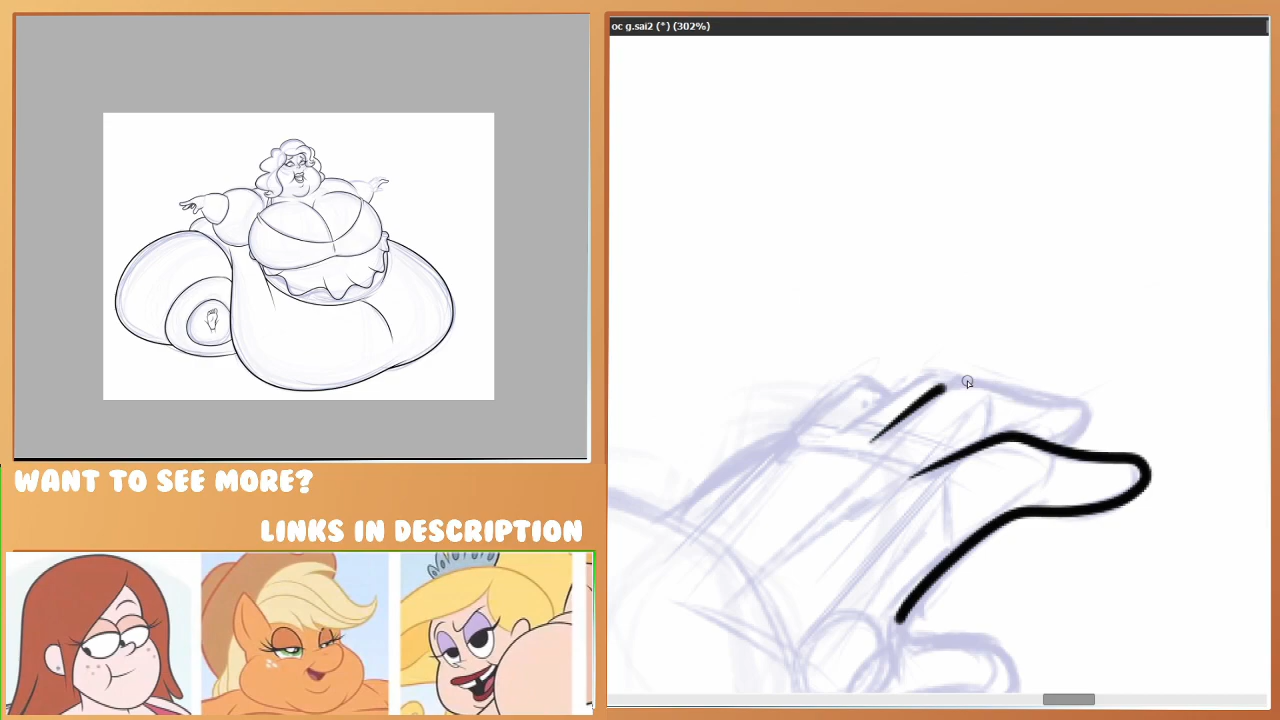 oc g.sai2 (*) (302%)
WANT TO SEE MORE?
LINKS IN DESCRIPTION